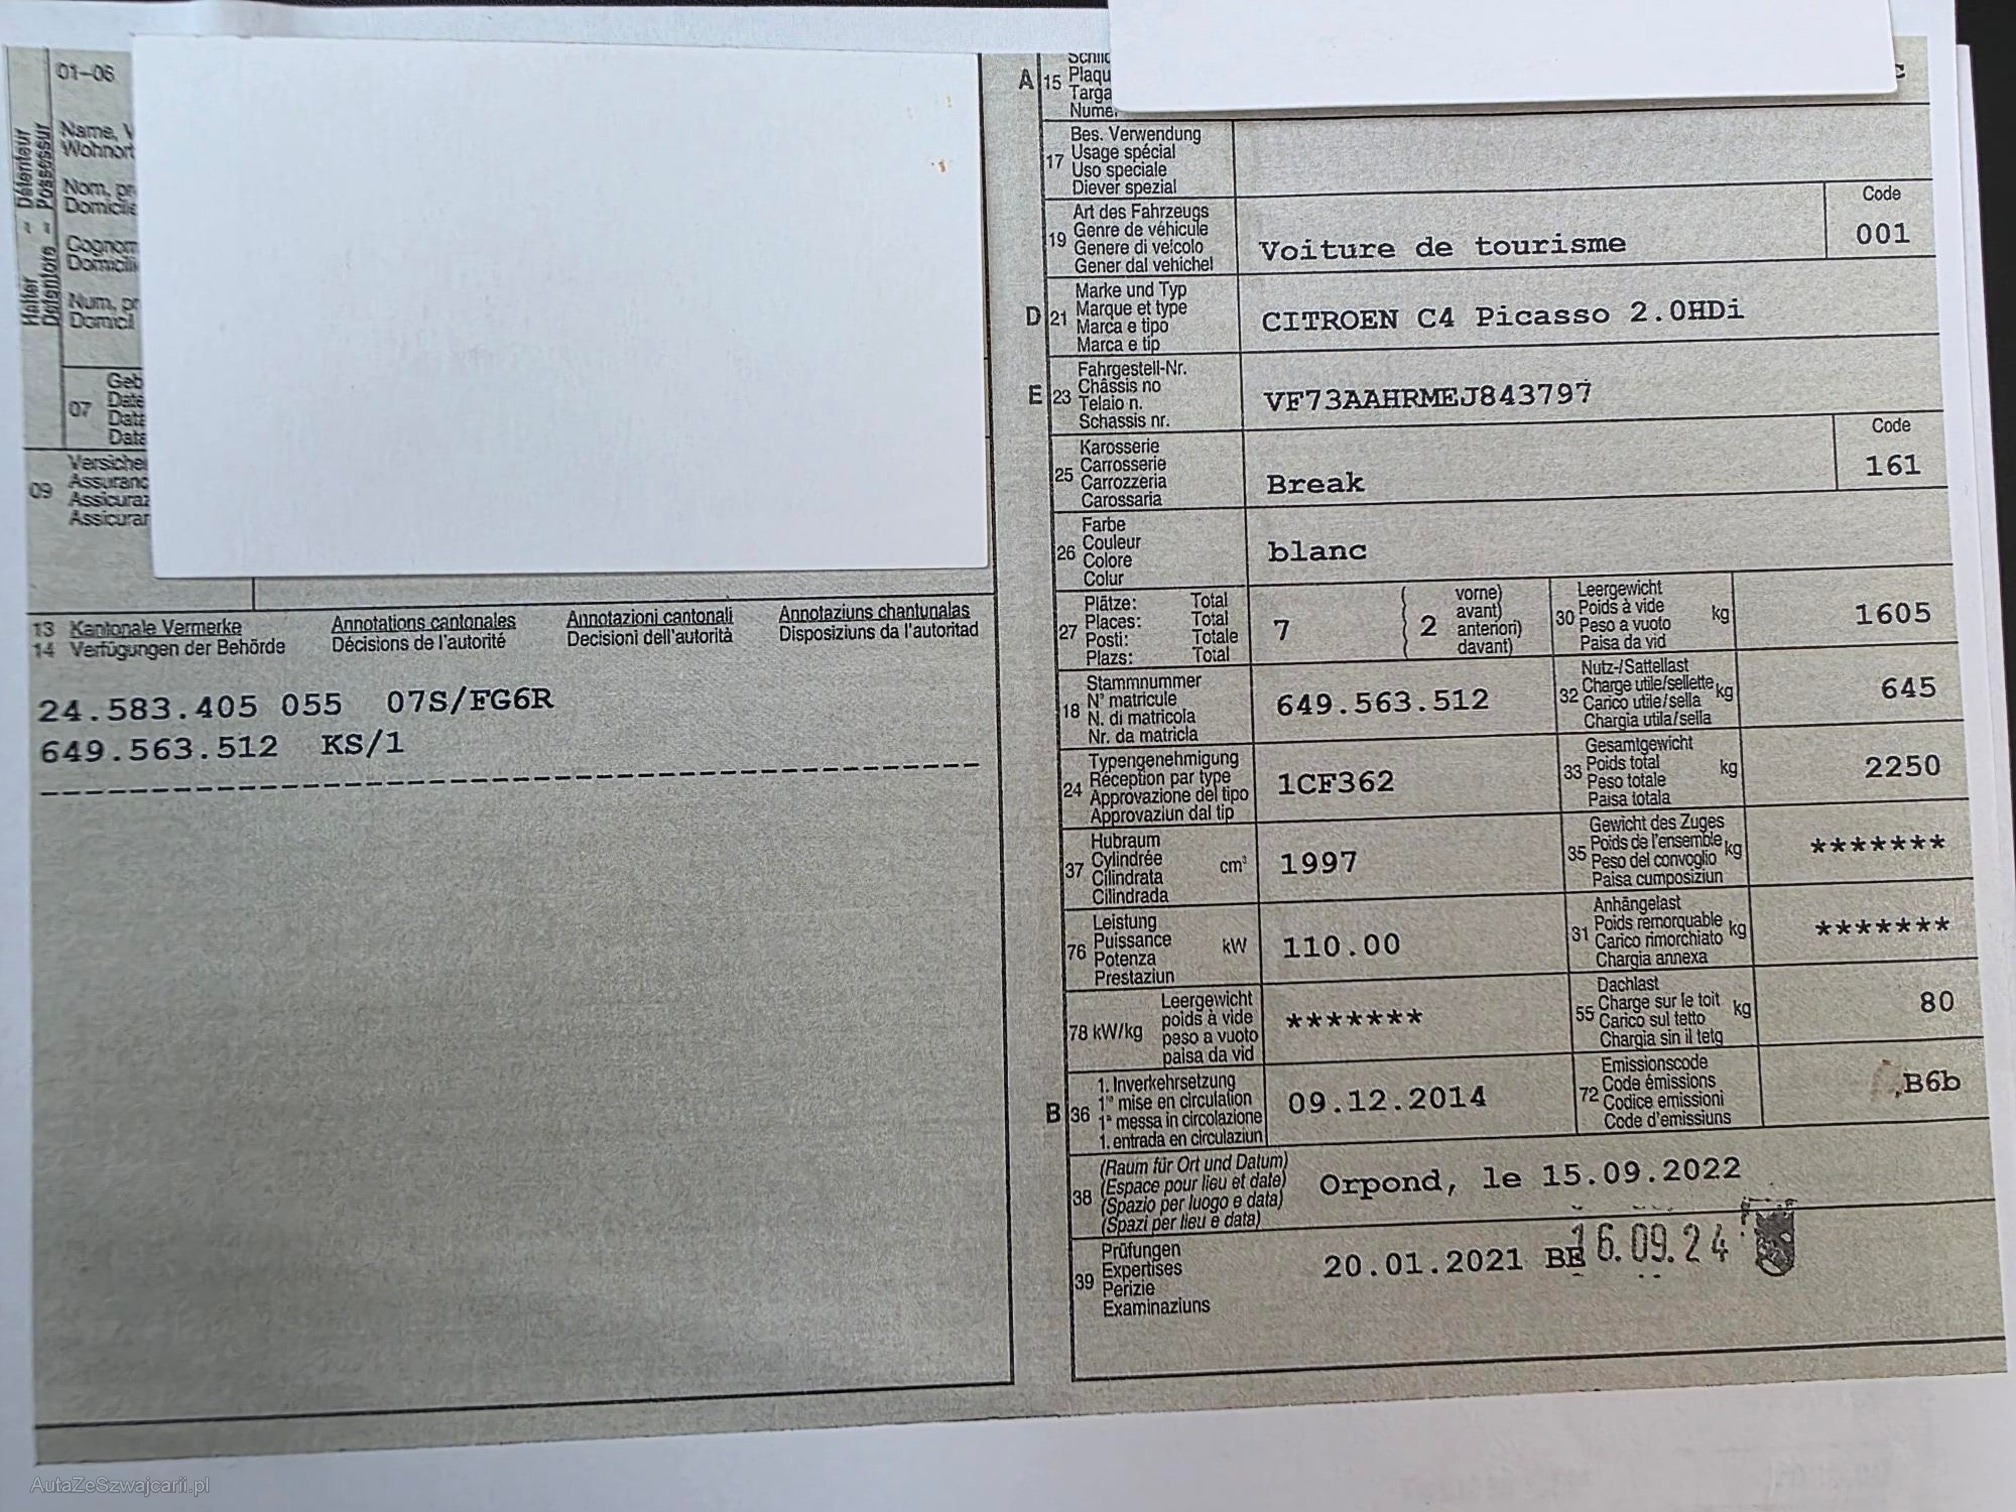 01-06
Halter - Détenteur
Detentore - Possessur
Name,
Wohnort
Nom,
Domicile
Cognom
Domicili
Num,
Domicil
07
Geb
Date
Data
Data
09
Versiche
Assuranc
Assicuraz
Assicuran
13 Kantonale Vermerke Annotations cantonales Annotazioni cantonali Annotaziuns chantunalas
14 Verfügungen der Behörde Décisions de l'autorité Decisioni dell'autorità Disposiziuns da l'autoritad
24.583.405 055 07S/FG6R
649.563.512 KS/1
A 15
Plaqu
Targa
Numer
17
Bes. Verwendung
Usage spécial
Uso speciale
Diever spezial
19
Art des Fahrzeugs
Genre de véhicule
Genere di veicolo
Gener dal vehichel
Voiture de tourisme
Code
001
D 21
Marke und Typ
Marque et type
Marca e tipo
Marca e tip
CITROEN C4 Picasso 2.0HDi
E 23
Fahrgestell-Nr.
Châssis no
Telaio n.
Schassis nr.
VF73AAHRMEJ843797
25
Karosserie
Carrosserie
Carrozzeria
Carossaria
Break
Code
161
26
Farbe
Couleur
Colore
Colur
blanc
27
Plätze: Total
Places: Total
Posti: Totale
Plazs: Total
7
( 2
vorne)
avant)
anteriori)
davant)
30
Leergewicht
Poids à vide
Peso a vuoto
Paisa da vid
kg
1605
18
Stammnummer
N° matricule
N. di matricola
Nr. da matricla
649.563.512
32
Nutz-/Sattellast
Charge utile/sellette
Carico utile/sella
Chargia utila/sella
kg
645
24
Typengenehmigung
Réception par type
Approvazione del tipo
Approvaziun dal tip
1CF362
33
Gesamtgewicht
Poids total
Peso totale
Paisa totala
kg
2250
37
Hubraum
Cylindrée
Cilindrata
Cilindrada
cm³
1997
35
Gewicht des Zuges
Poids de l'ensemble
Peso del convoglio
Paisa cumposiziun
kg
*******
76
Leistung
Puissance
Potenza
Prestaziun
kW
110.00
31
Anhängelast
Poids remorquable
Carico rimorchiato
Chargia annexa
kg
*******
78 kW/kg
Leergewicht
poids à vide
peso a vuoto
paisa da vid
*******
55
Dachlast
Charge sur le toit
Carico sul tetto
Chargia sin il tetg
kg
80
B 36
1. Inverkehrsetzung
1re mise en circulation
1a messa in circolazione
1. entrada en circulaziun
09.12.2014
72
Emissionscode
Code émissions
Codice emissioni
Code d'emissiuns
B6b
38
(Raum für Ort und Datum)
(Espace pour lieu et date)
(Spazio per luogo e data)
(Spazi per lieu e data)
Orpond, le 15.09.2022
39
Prüfungen
Expertises
Perizie
Examinaziuns
20.01.2021 BE
16.09.24
AutaZeSzwajcarii.pl